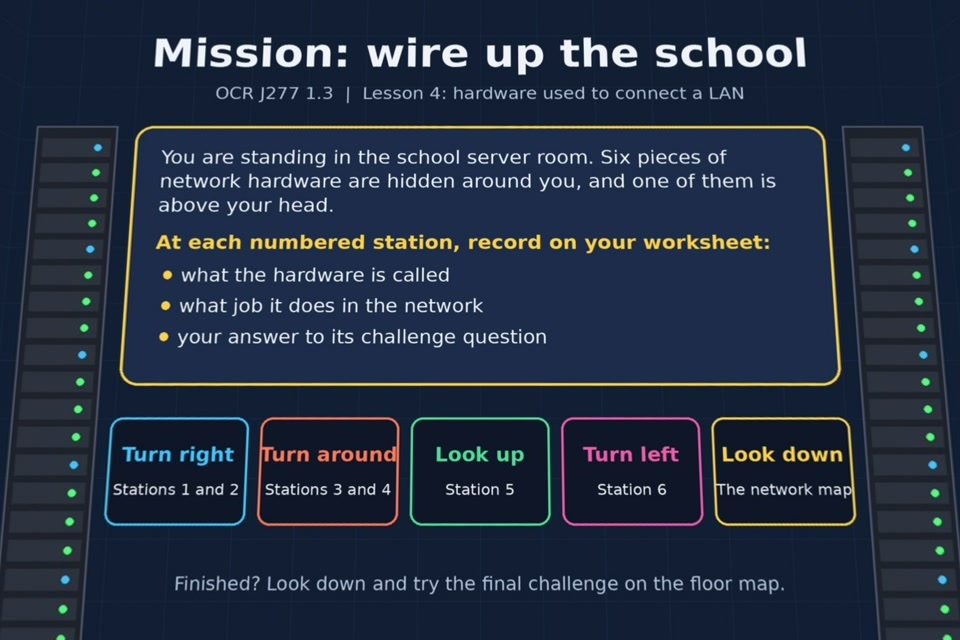 Mission: wire up the school
OCR J277 1.3 | Lesson 4: hardware used to connect a LAN
You are standing in the school server room. Six pieces of
network hardware are hidden around you, and one of them is
above your head.
At each numbered station, record on your worksheet:
• what the hardware is called
• what job it does in the network
• your answer to its challenge question
Turn right
Stations 1 and 2
Turn around
Stations 3 and 4
Look up
Station 5
Turn left
Station 6
Look down
The network map
Finished? Look down and try the final challenge on the floor map.